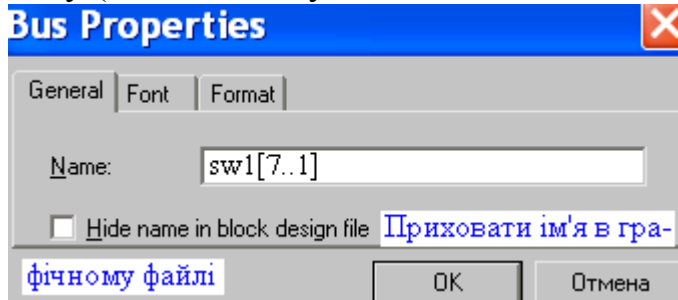 Bus Properties
General Font Format
Name: sw1[7..1]
Hide name in block design file Приховати ім'я в гра-
фічному файлі OK Отмена